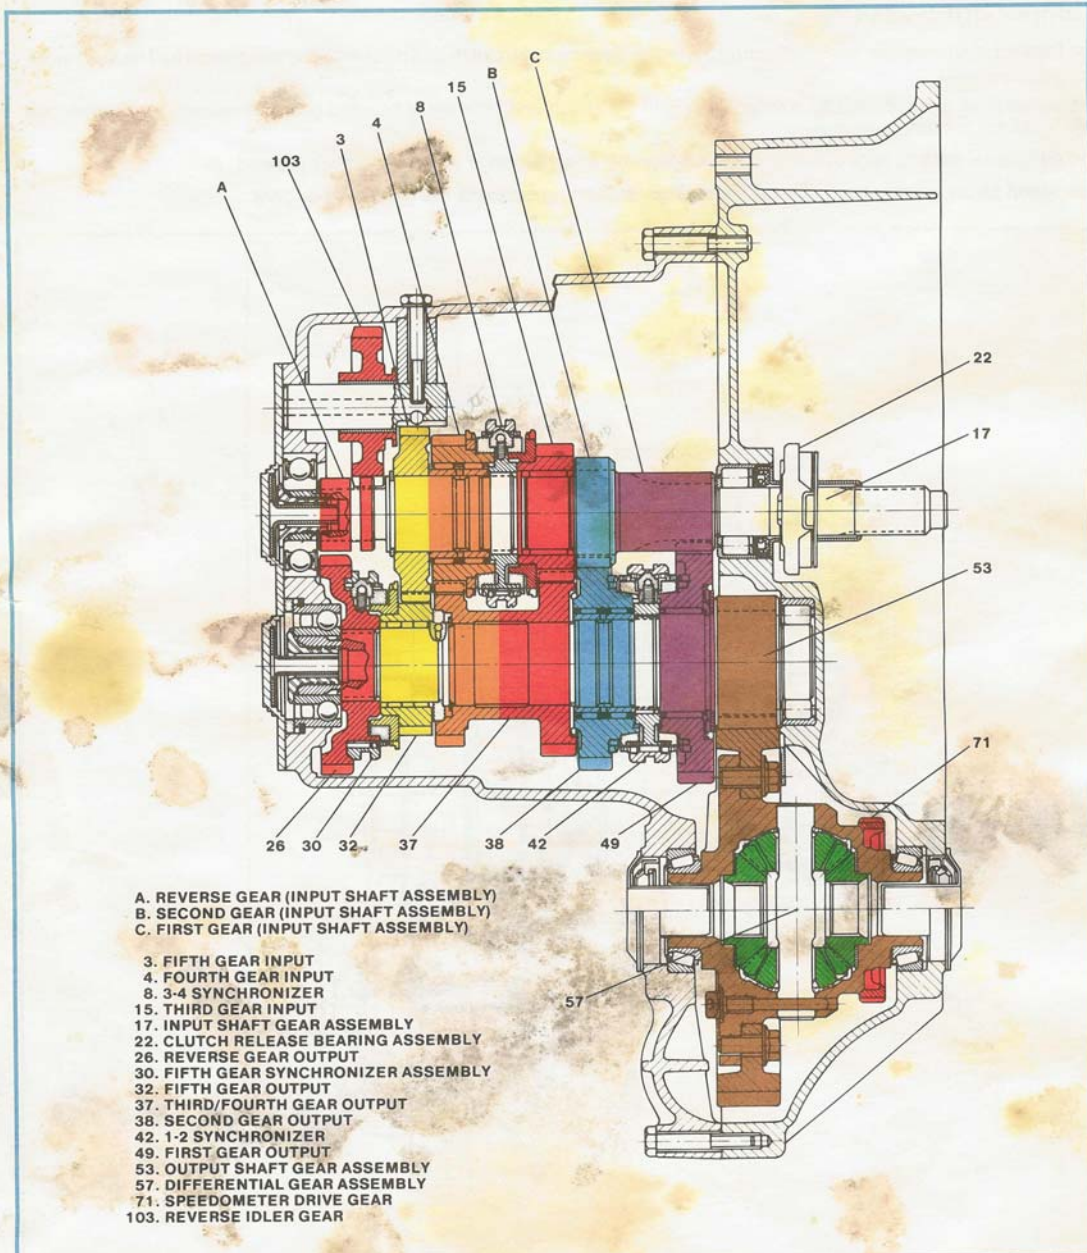 C
B
15
8
4
3
103
A
22
17
53
71
26 30 32 37 38 42 49
57
A. REVERSE GEAR (INPUT SHAFT ASSEMBLY)
B. SECOND GEAR (INPUT SHAFT ASSEMBLY)
C. FIRST GEAR (INPUT SHAFT ASSEMBLY)
3. FIFTH GEAR INPUT
4. FOURTH GEAR INPUT
8. 3-4 SYNCHRONIZER
15. THIRD GEAR INPUT
17. INPUT SHAFT GEAR ASSEMBLY
22. CLUTCH RELEASE BEARING ASSEMBLY
26. REVERSE GEAR OUTPUT
30. FIFTH GEAR SYNCHRONIZER ASSEMBLY
32. FIFTH GEAR OUTPUT
37. THIRD/FOURTH GEAR OUTPUT
38. SECOND GEAR OUTPUT
42. 1-2 SYNCHRONIZER
49. FIRST GEAR OUTPUT
53. OUTPUT SHAFT GEAR ASSEMBLY
57. DIFFERENTIAL GEAR ASSEMBLY
71. SPEEDOMETER DRIVE GEAR
103. REVERSE IDLER GEAR